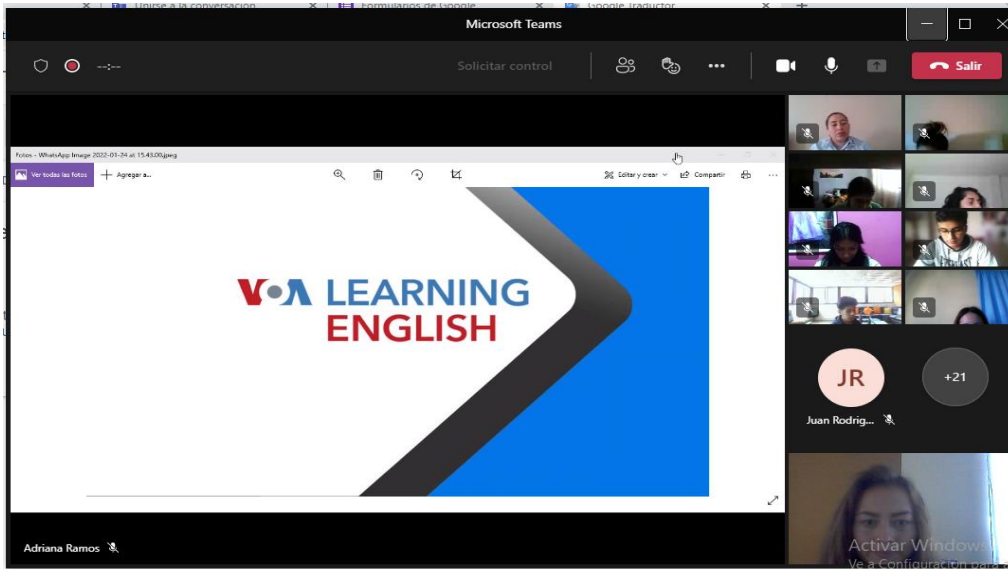 Unirse a la conversación
Formularios de Google
Google Traductor
Microsoft Teams
--:--
Solicitar control
Salir
Fotos - WhatsApp Image 2022-01-24 at 15.43.00.jpeg
Ver todas las fotos
Agregar a...
Editar y crear
Compartir
VOA LEARNING
ENGLISH
JR
+21
Juan Rodrig...
Adriana Ramos
Activar Windows
Ve a Configuración para